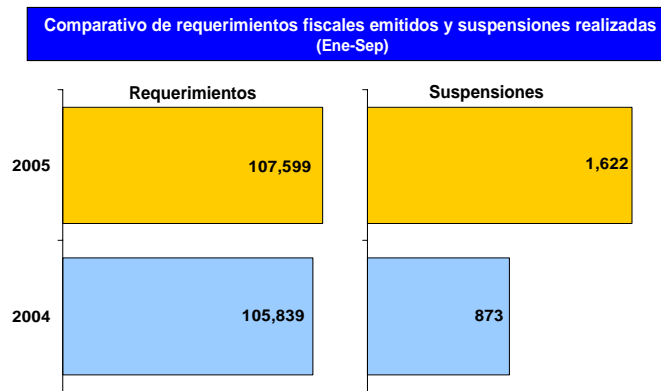 Comparativo de requerimientos fiscales emitidos y suspensiones realizadas
(Ene-Sep)
Requerimientos
Suspensiones
2005
107,599
1,622
2004
105,839
873